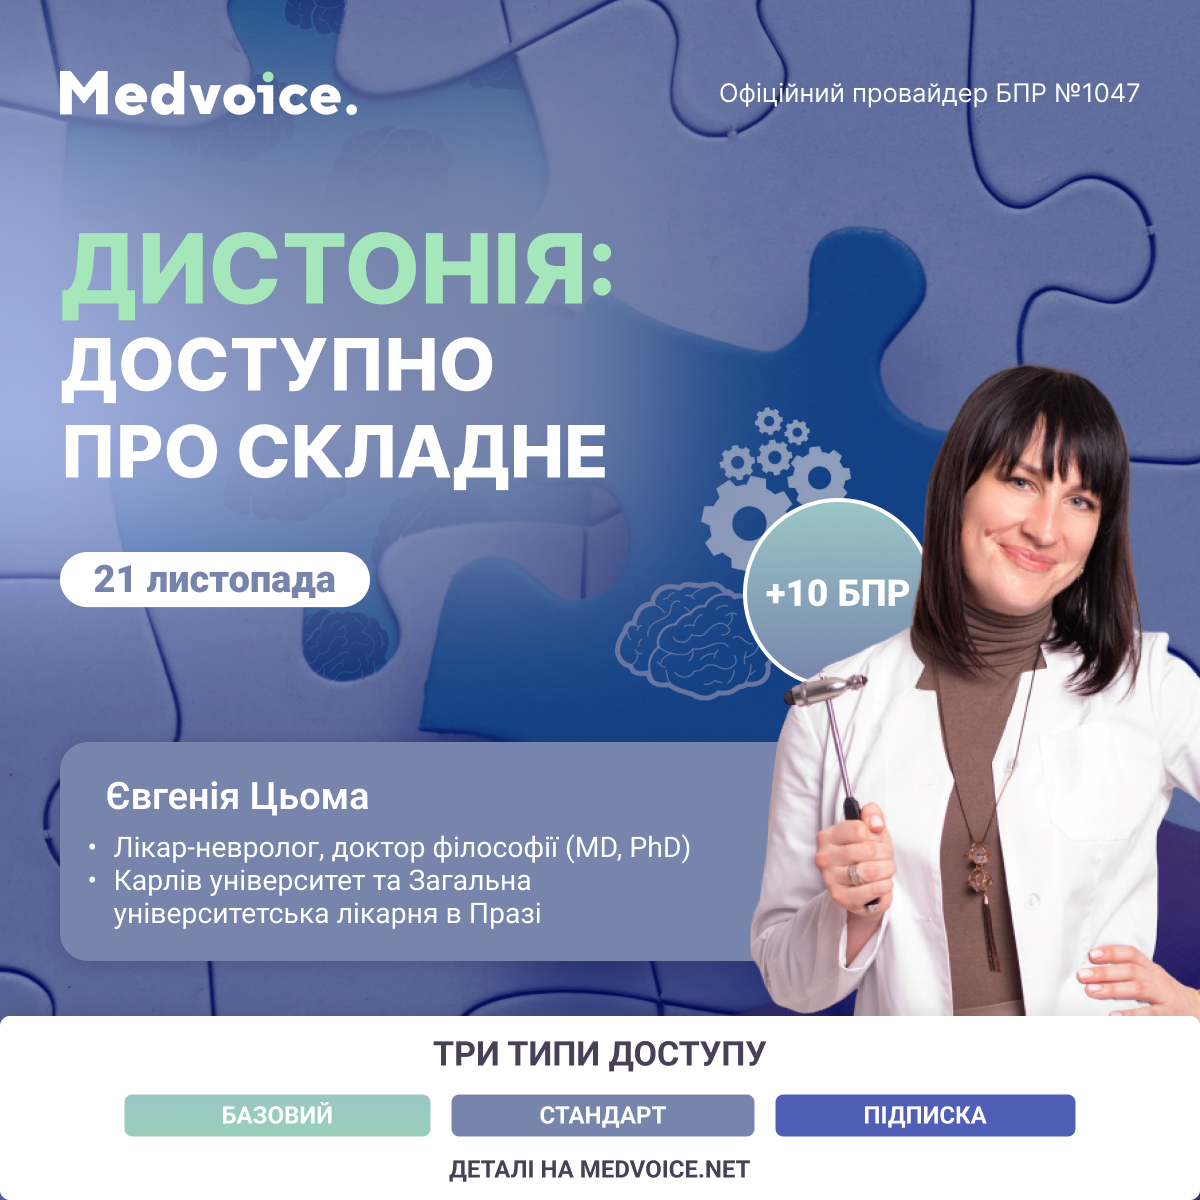 Medvoice.
Офіційний провайдер БПР №1047
ДИСТОНІЯ:
ДОСТУПНО
ПРО СКЛАДНЕ
21 листопада
+10 БПР
Євгенія Цьома
• Лікар-невролог, доктор філософії (MD, PhD)
• Карлів університет та Загальна
університетська лікарня в Празі
ТРИ ТИПИ ДОСТУПУ
БАЗОВИЙ
СТАНДАРТ
ПІДПИСКА
ДЕТАЛІ НА MEDVOICE.NET